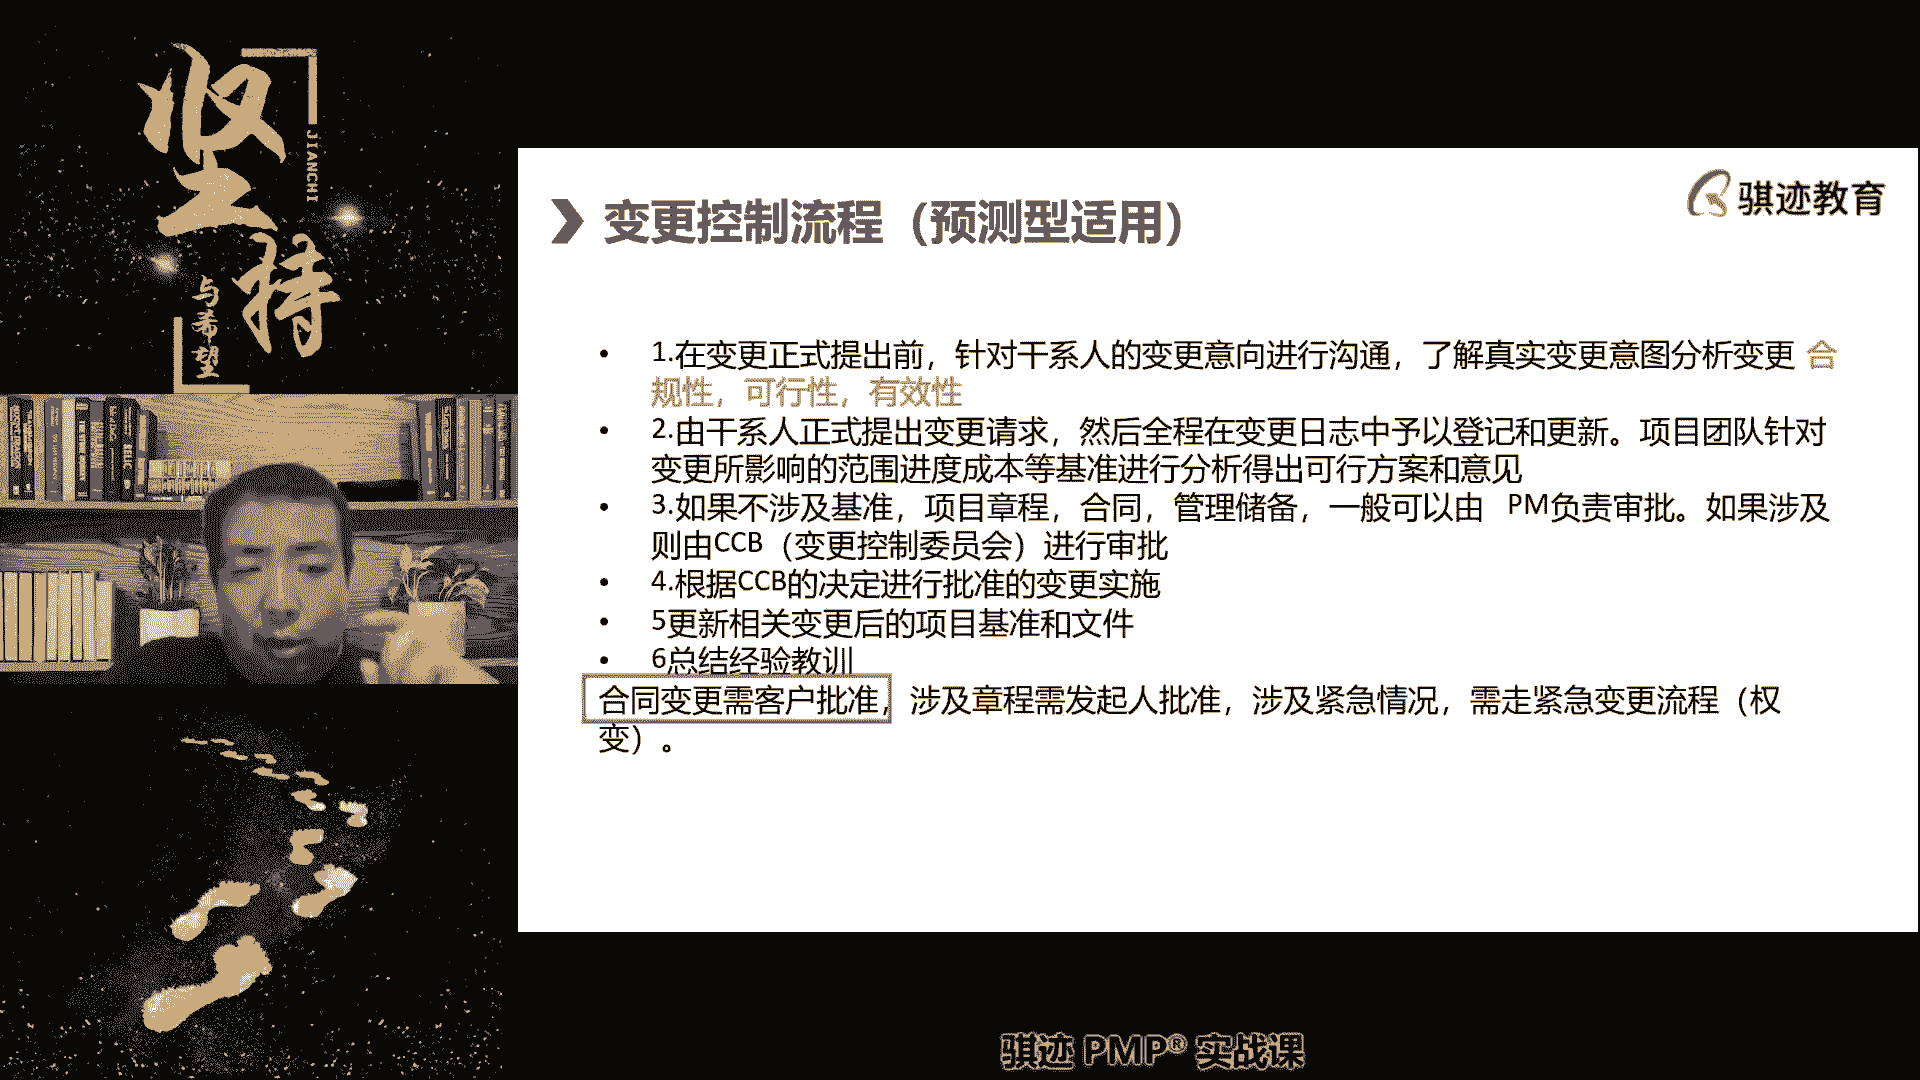 坚持
JIANCHI
与希望
骐迹教育
变更控制流程（预测型适用）
• 1.在变更正式提出前，针对干系人的变更意向进行沟通，了解真实变更意图分析变更 合
规性，可行性，有效性
• 2.由干系人正式提出变更请求，然后全程在变更日志中予以登记和更新。项目团队针对
变更所影响的范围进度成本等基准进行分析得出可行方案和意见
• 3.如果不涉及基准，项目章程，合同，管理储备，一般可以由 PM负责审批。如果涉及
则由CCB（变更控制委员会）进行审批
• 4.根据CCB的决定进行批准的变更实施
• 5更新相关变更后的项目基准和文件
• 6总结经验教训
合同变更需客户批准，涉及章程需发起人批准，涉及紧急情况，需走紧急变更流程（权
变）。
骐迹 PMP® 实战课